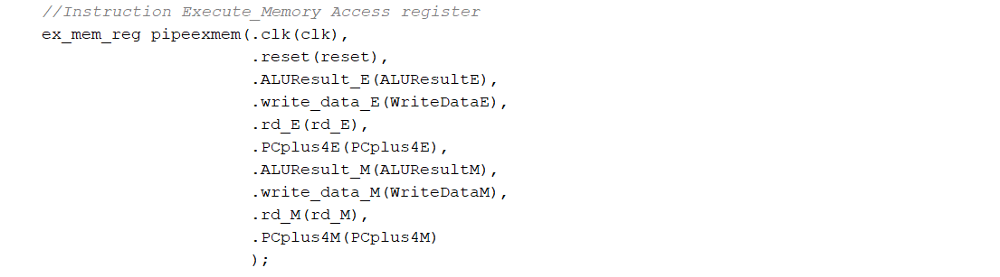 //Instruction Execute_Memory Access register
ex_mem_reg pipeexmem(.clk(clk),
.reset(reset),
.ALUResult_E(ALUResultE),
.write_data_E(WriteDataE),
.rd_E(rd_E),
.PCplus4E(PCplus4E),
.ALUResult_M(ALUResultM),
.write_data_M(WriteDataM),
.rd_M(rd_M),
.PCplus4M(PCplus4M)
);